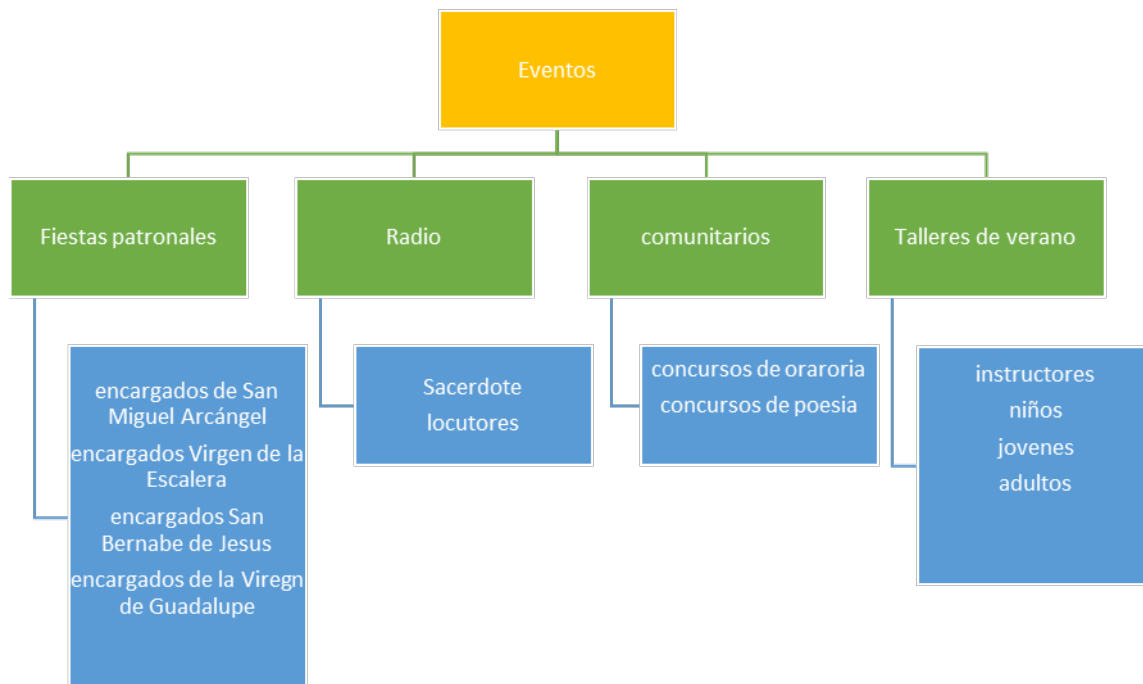 Eventos
Fiestas patronales
Radio
comunitarios
Talleres de verano
encargados de San
Miguel Arcángel
encargados Virgen de la
Escalera
encargados San
Bernabe de Jesus
encargados de la Viregn
de Guadalupe
Sacerdote
locutores
concursos de oraroria
concursos de poesia
instructores
niños
jovenes
adultos